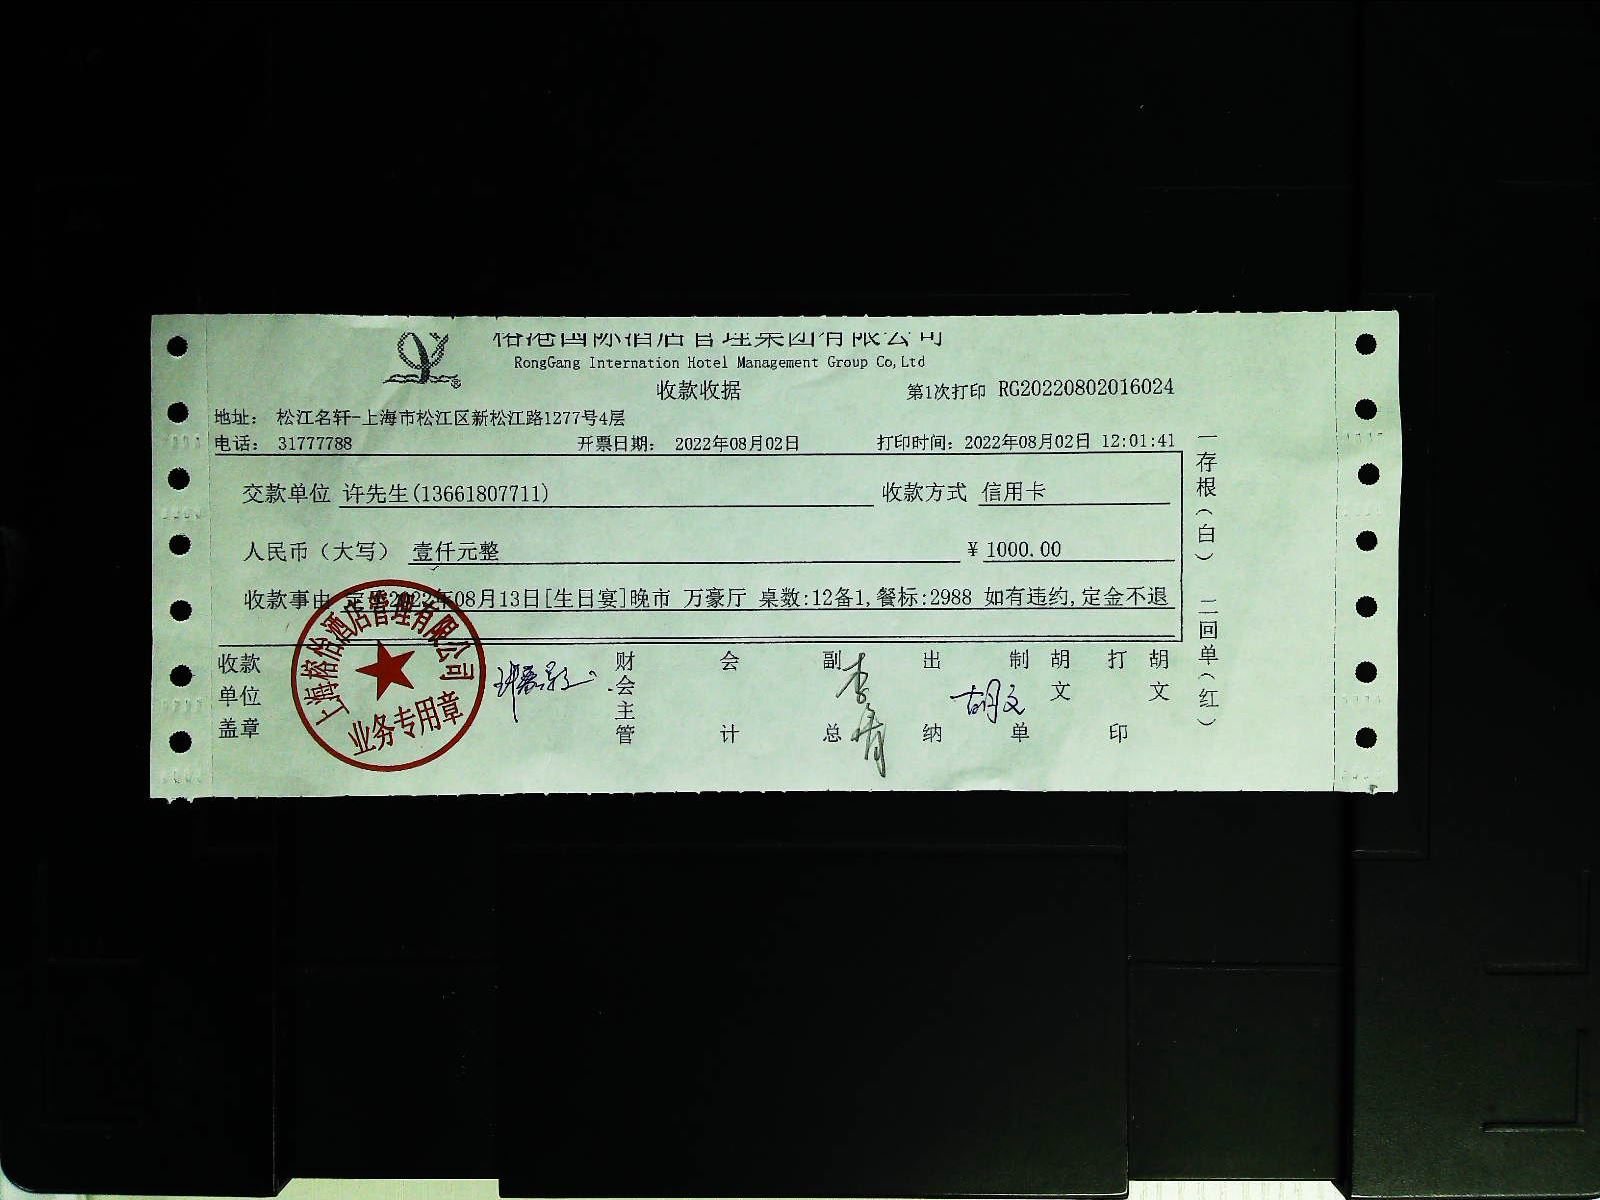 榕港国际酒店管理集团有限公司
RongGang Internation Hotel Management Group Co,Ltd
收款收据
第1次打印 RG20220802016024
地址： 松江名轩-上海市松江区新松江路1277号4层
电话： 31777788 开票日期： 2022年08月02日 打印时间：2022年08月02日 12:01:41
交款单位 许先生(13661807711) 收款方式 信用卡
人民币（大写） 壹仟元整 ￥1000.00
收款事由 2022年08月13日[生日宴]晚市 万豪厅 桌数:12备1,餐标:2988 如有违约,定金不退
收款单位盖章 财会主管 会计 副总 出纳 胡文 制单 胡文 打印 胡文
上海榕怡酒店管理有限公司
业务专用章
一存根（白） 二回单（红）